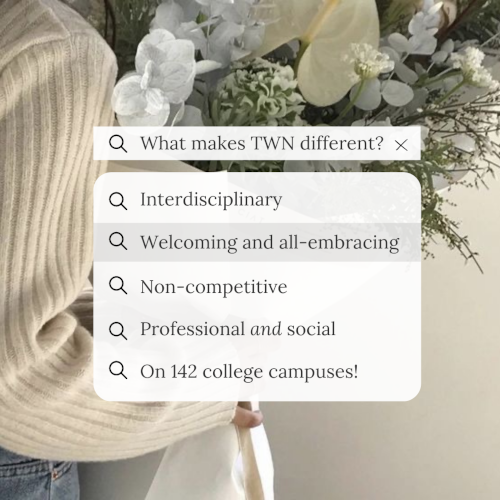 What makes TWN different?
Interdisciplinary
Welcoming and all-embracing
Non-competitive
Professional and social
On 142 college campuses!